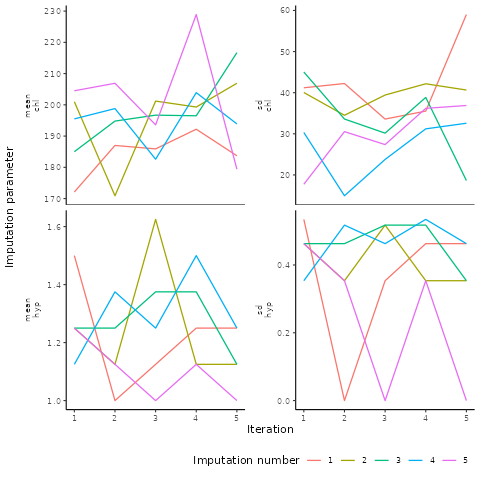 Imputation parameter
mean
chl
230
220
210
200
190
180
170
sd
chl
60
50
40
30
20
mean
hyp
1.6
1.4
1.2
1.0
1 2 3 4 5
sd
hyp
0.4
0.2
0.0
1 2 3 4 5
Iteration
Imputation number 1 2 3 4 5